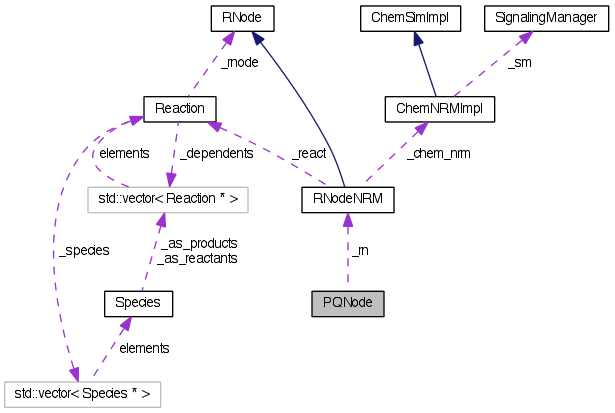 RNode
ChemSimImpl
SignalingManager
_rnode
_sm
Reaction
ChemNRMImpl
elements
_dependents
_react
_chem_nrm
std::vector< Reaction * >
RNodeNRM
_species
_as_products
_as_reactants
_rn
Species
PQNode
elements
std::vector< Species * >